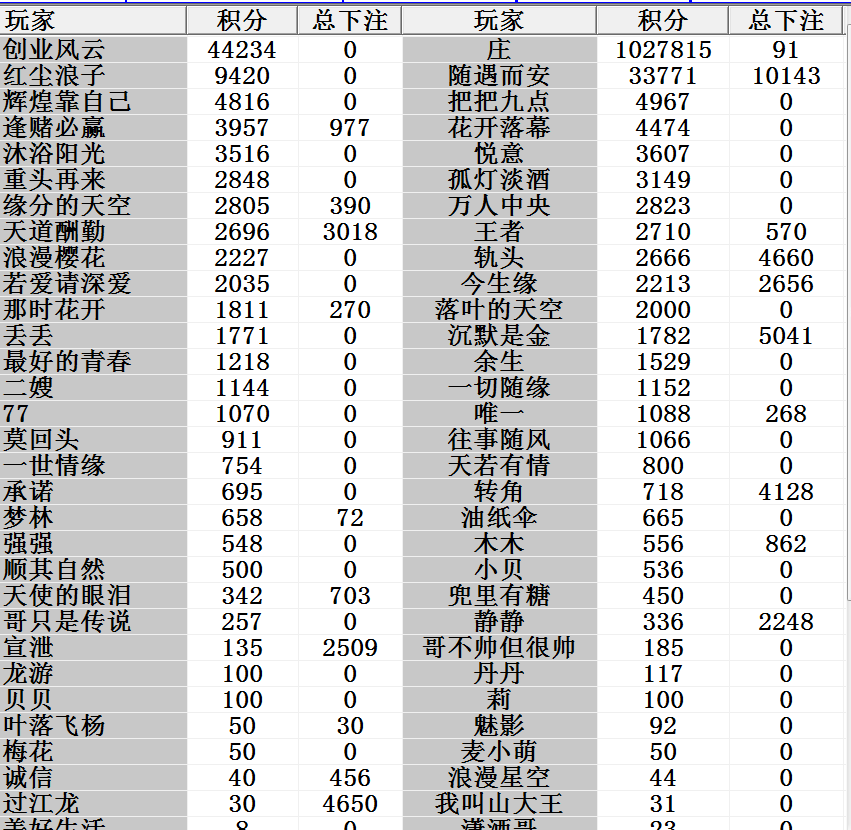 玩家 积分 总下注 玩家 积分 总下注
创业风云 44234 0 庄 1027815 91
红尘浪子 9420 0 随遇而安 33771 10143
辉煌靠自己 4816 0 把把九点 4967 0
逢赌必赢 3957 977 花开落幕 4474 0
沐浴阳光 3516 0 悦意 3607 0
重头再来 2848 0 孤灯淡酒 3149 0
缘分的天空 2805 390 万人中央 2823 0
天道酬勤 2696 3018 王者 2710 570
浪漫樱花 2227 0 轨头 2666 4660
若爱请深爱 2035 0 今生缘 2213 2656
那时花开 1811 270 落叶的天空 2000 0
丢丢 1771 0 沉默是金 1782 5041
最好的青春 1218 0 余生 1529 0
二嫂 1144 0 一切随缘 1152 0
77 1070 0 唯一 1088 268
莫回头 911 0 往事随风 1066 0
一世情缘 754 0 天若有情 800 0
承诺 695 0 转角 718 4128
梦林 658 72 油纸伞 665 0
强强 548 0 木木 556 862
顺其自然 500 0 小贝 536 0
天使的眼泪 342 703 兜里有糖 450 0
哥只是传说 257 0 静静 336 2248
宣泄 135 2509 哥不帅但很帅 185 0
龙游 100 0 丹丹 117 0
贝贝 100 0 莉 100 0
叶落飞杨 50 30 魅影 92 0
梅花 50 0 麦小萌 50 0
诚信 40 456 浪漫星空 44 0
过江龙 30 4650 我叫山大王 31 0
美好生活 8 0 潇洒哥 23 0